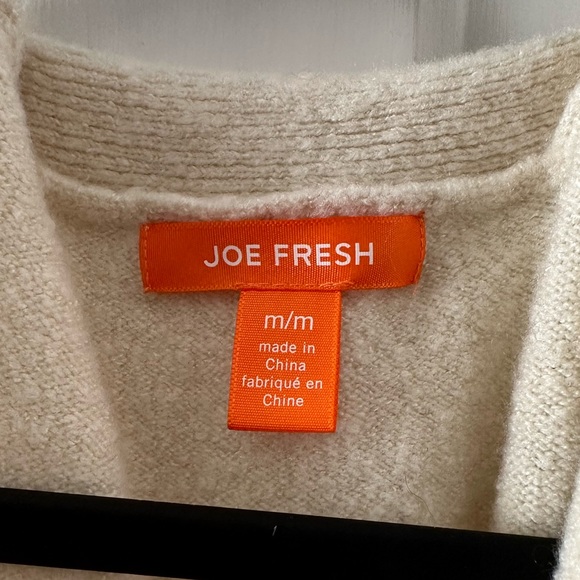 JOE FRESH
m/m
made in
China
fabriqué en
Chine